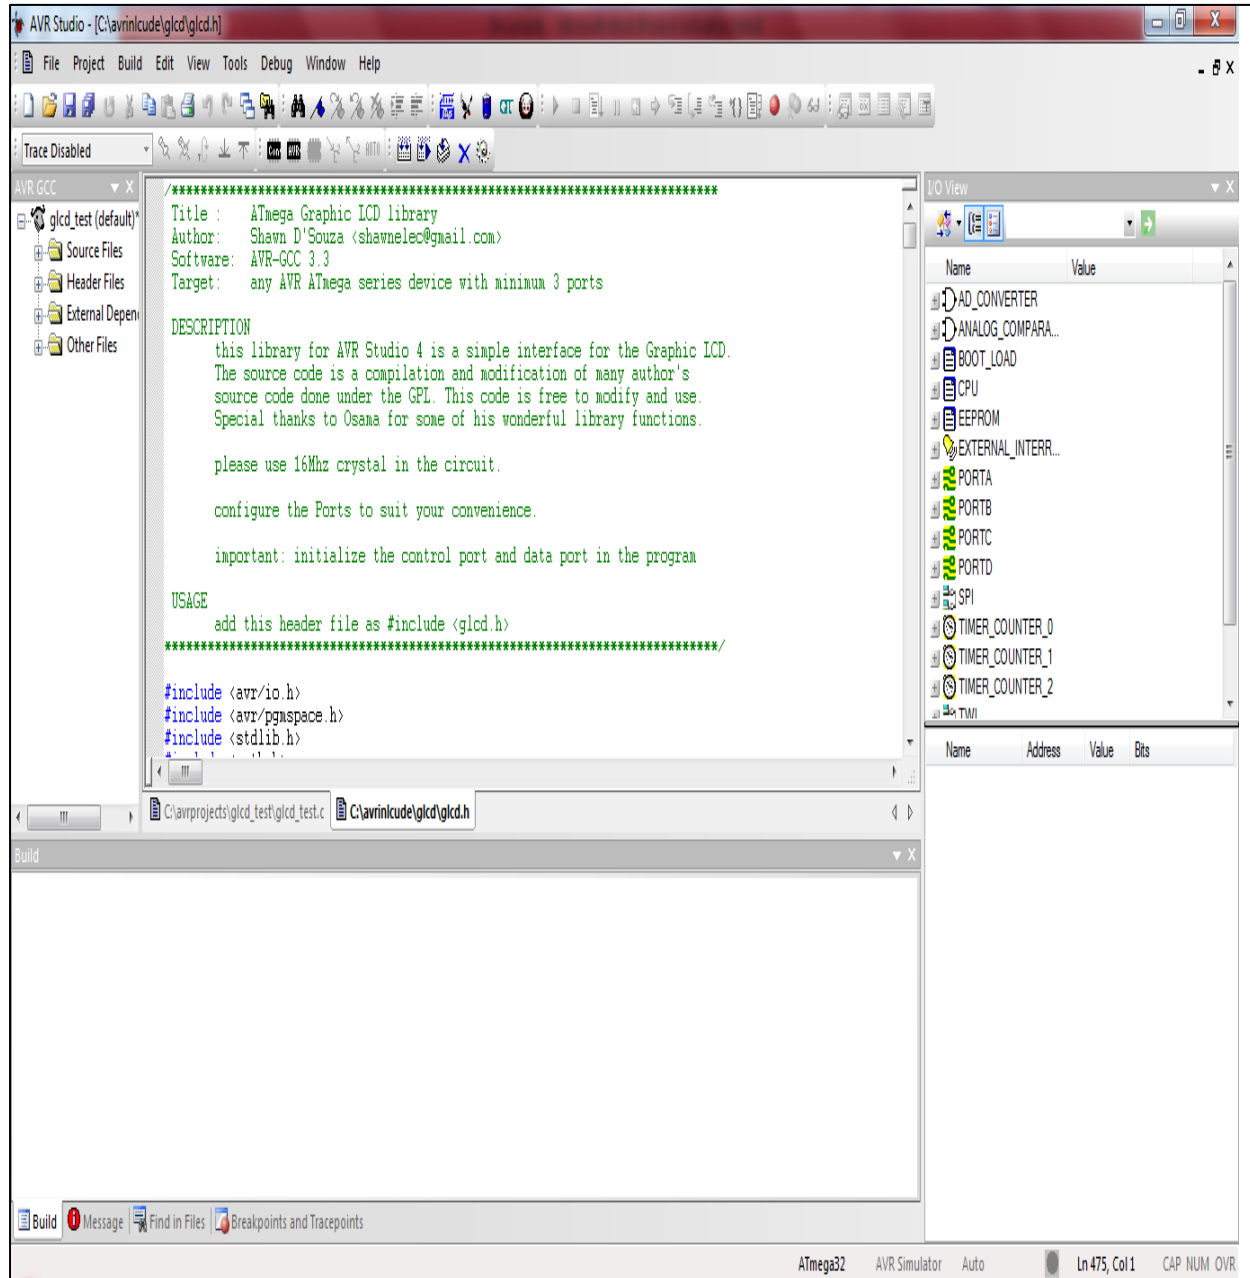 AVR Studio - [C:\avrinlcude\glcd\glcd.h]
File Project Build Edit View Tools Debug Window Help
Trace Disabled
AUTO
AVR GCC
glcd_test (default)*
Source Files
Header Files
External Depen
Other Files
/****************************************************************************
Title : ATmega Graphic LCD library
Author: Shawn D'Souza <shawnelec@gmail.com>
Software: AVR-GCC 3.3
Target: any AVR ATmega series device with minimum 3 ports
DESCRIPTION
this library for AVR Studio 4 is a simple interface for the Graphic LCD.
The source code is a compilation and modification of many author's
source code done under the GPL. This code is free to modify and use.
Special thanks to Osama for some of his wonderful library functions.
please use 16Mhz crystal in the circuit.
configure the Ports to suit your convenience.
important: initialize the control port and data port in the program
USAGE
add this header file as #include <glcd.h>
*****************************************************************************/
#include <avr/io.h>
#include <avr/pgmspace.h>
#include <stdlib.h>
C:\avrprojects\glcd_test\glcd_test.c C:\avrinlcude\glcd\glcd.h
I/O View
Name Value
AD_CONVERTER
ANALOG_COMPARA...
BOOT_LOAD
CPU
EEPROM
EXTERNAL_INTERR...
PORTA
PORTB
PORTC
PORTD
SPI
TIMER_COUNTER_0
TIMER_COUNTER_1
TIMER_COUNTER_2
TWI
Name Address Value Bits
Build
Build Message Find in Files Breakpoints and Tracepoints
ATmega32 AVR Simulator Auto Ln 475, Col 1 CAP NUM OVR